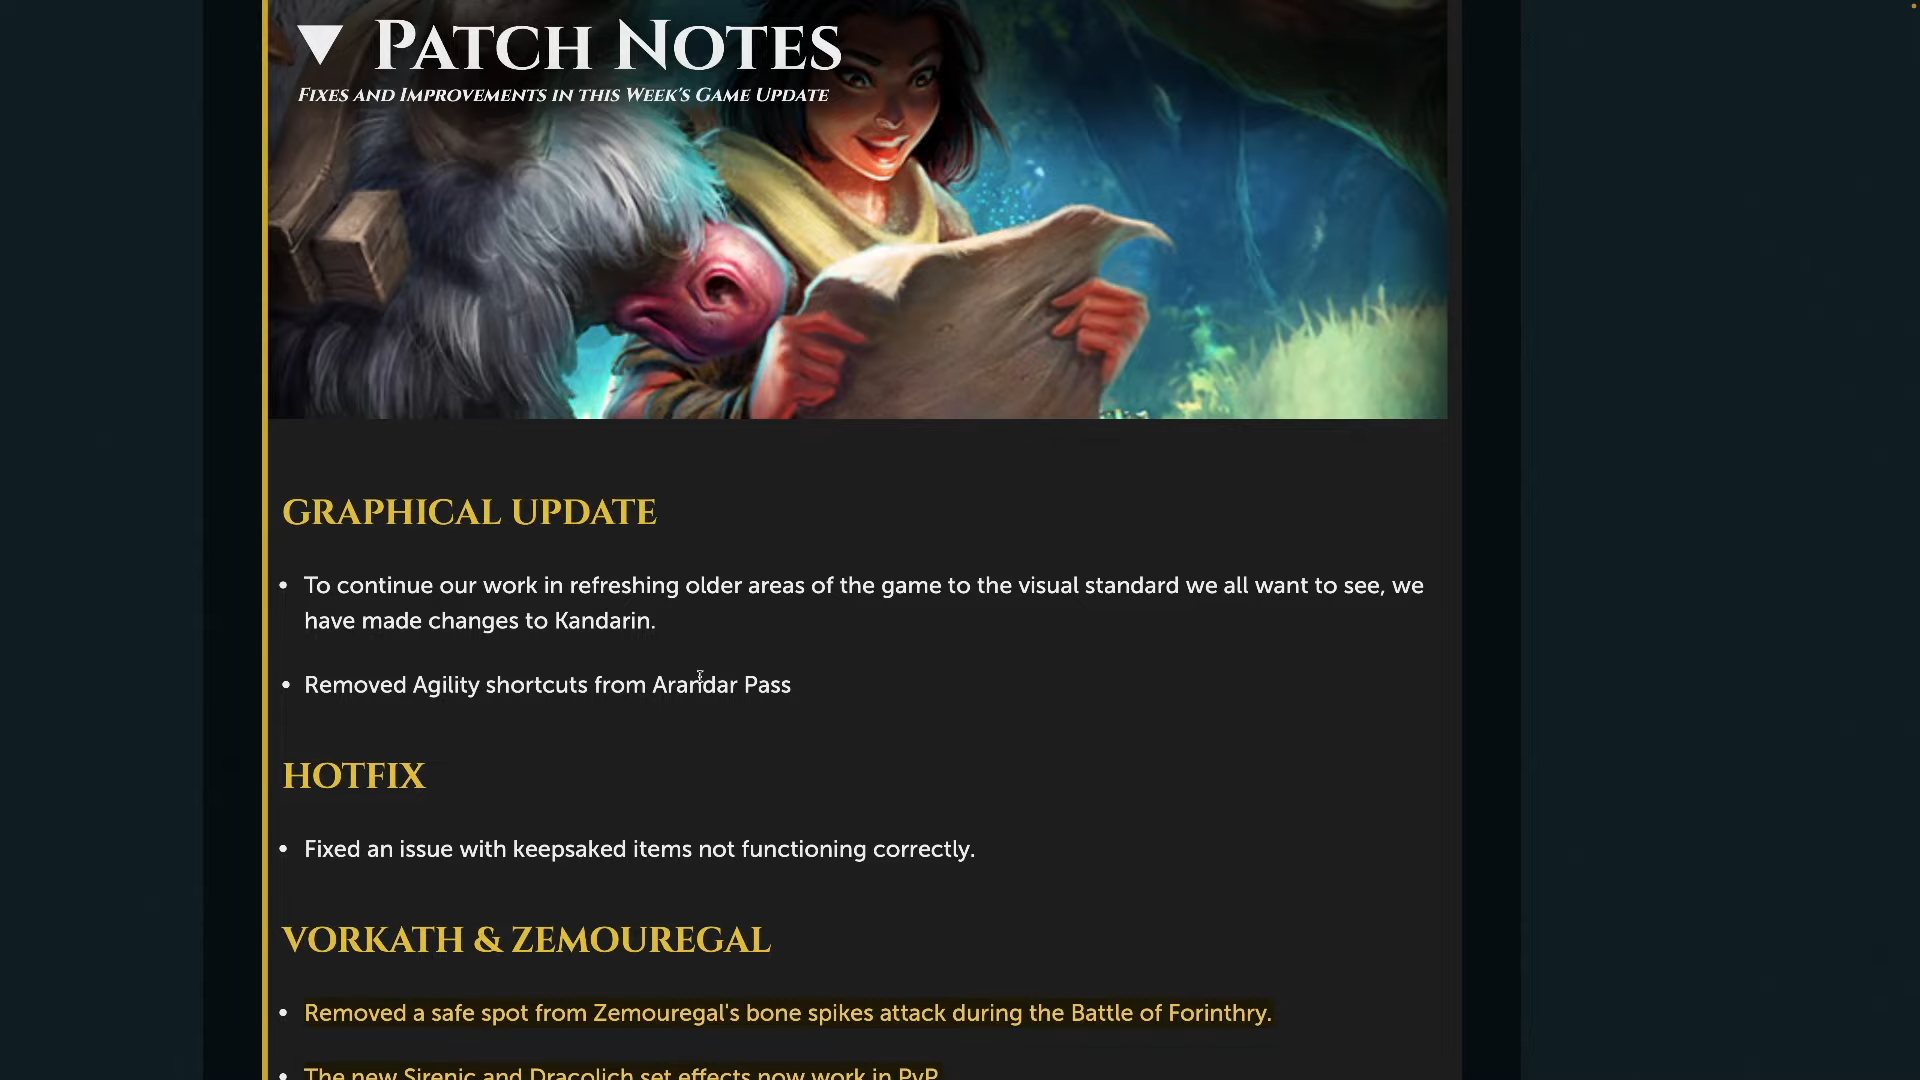 ▼ Patch Notes
Fixes and Improvements in this Week's Game Update
GRAPHICAL UPDATE
• To continue our work in refreshing older areas of the game to the visual standard we all want to see, we
have made changes to Kandarin.
• Removed Agility shortcuts from Arandar Pass
HOTFIX
• Fixed an issue with keepsaked items not functioning correctly.
VORKATH & ZEMOUREGAL
• Removed a safe spot from Zemouregal's bone spikes attack during the Battle of Forinthry.
• The new Sirenic and Dracolich set effects now work in PvP.